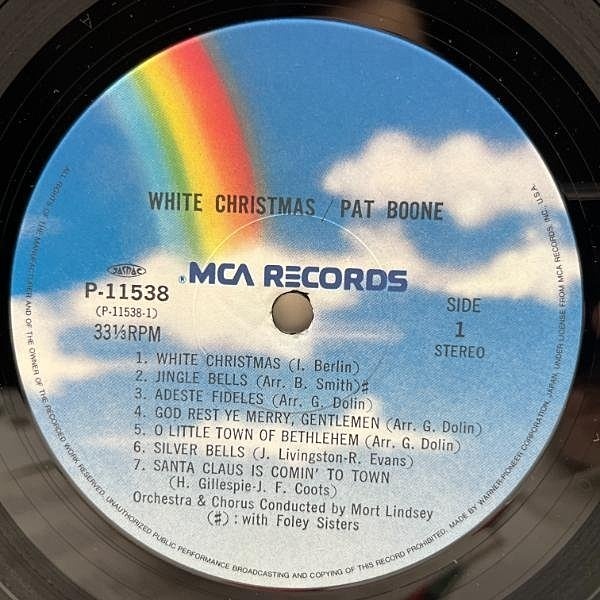 WHITE CHRISTMAS / PAT BOONE
JASRAC
® MCA RECORDS
P-11538
(P-11538-1)
33⅓RPM
SIDE
1
STEREO
1. WHITE CHRISTMAS (I. Berlin)
2. JINGLE BELLS (Arr. B. Smith)♯
3. ADESTE FIDELES (Arr. G. Dolin)
4. GOD REST YE MERRY, GENTLEMEN (Arr. G. Dolin)
5. O LITTLE TOWN OF BETHLEHEM (Arr. G. Dolin)
6. SILVER BELLS (J. Livingston-R. Evans)
7. SANTA CLAUS IS COMIN' TO TOWN
(H. Gillespie-J. F. Coots)
Orchestra & Chorus Conducted by Mort Lindsey
(♯): with Foley Sisters
ALL RIGHTS OF THE MANUFACTURER AND OF THE OWNER OF THE RECORDED WORK RESERVED. UNAUTHORIZED PUBLIC PERFORMANCE BROADCASTING AND COPYING OF THIS RECORD PROHIBITED. MADE BY WARNER-PIONEER CORPORATION, JAPAN, UNDER LICENSE FROM MCA RECORDS, INC., U.S.A.